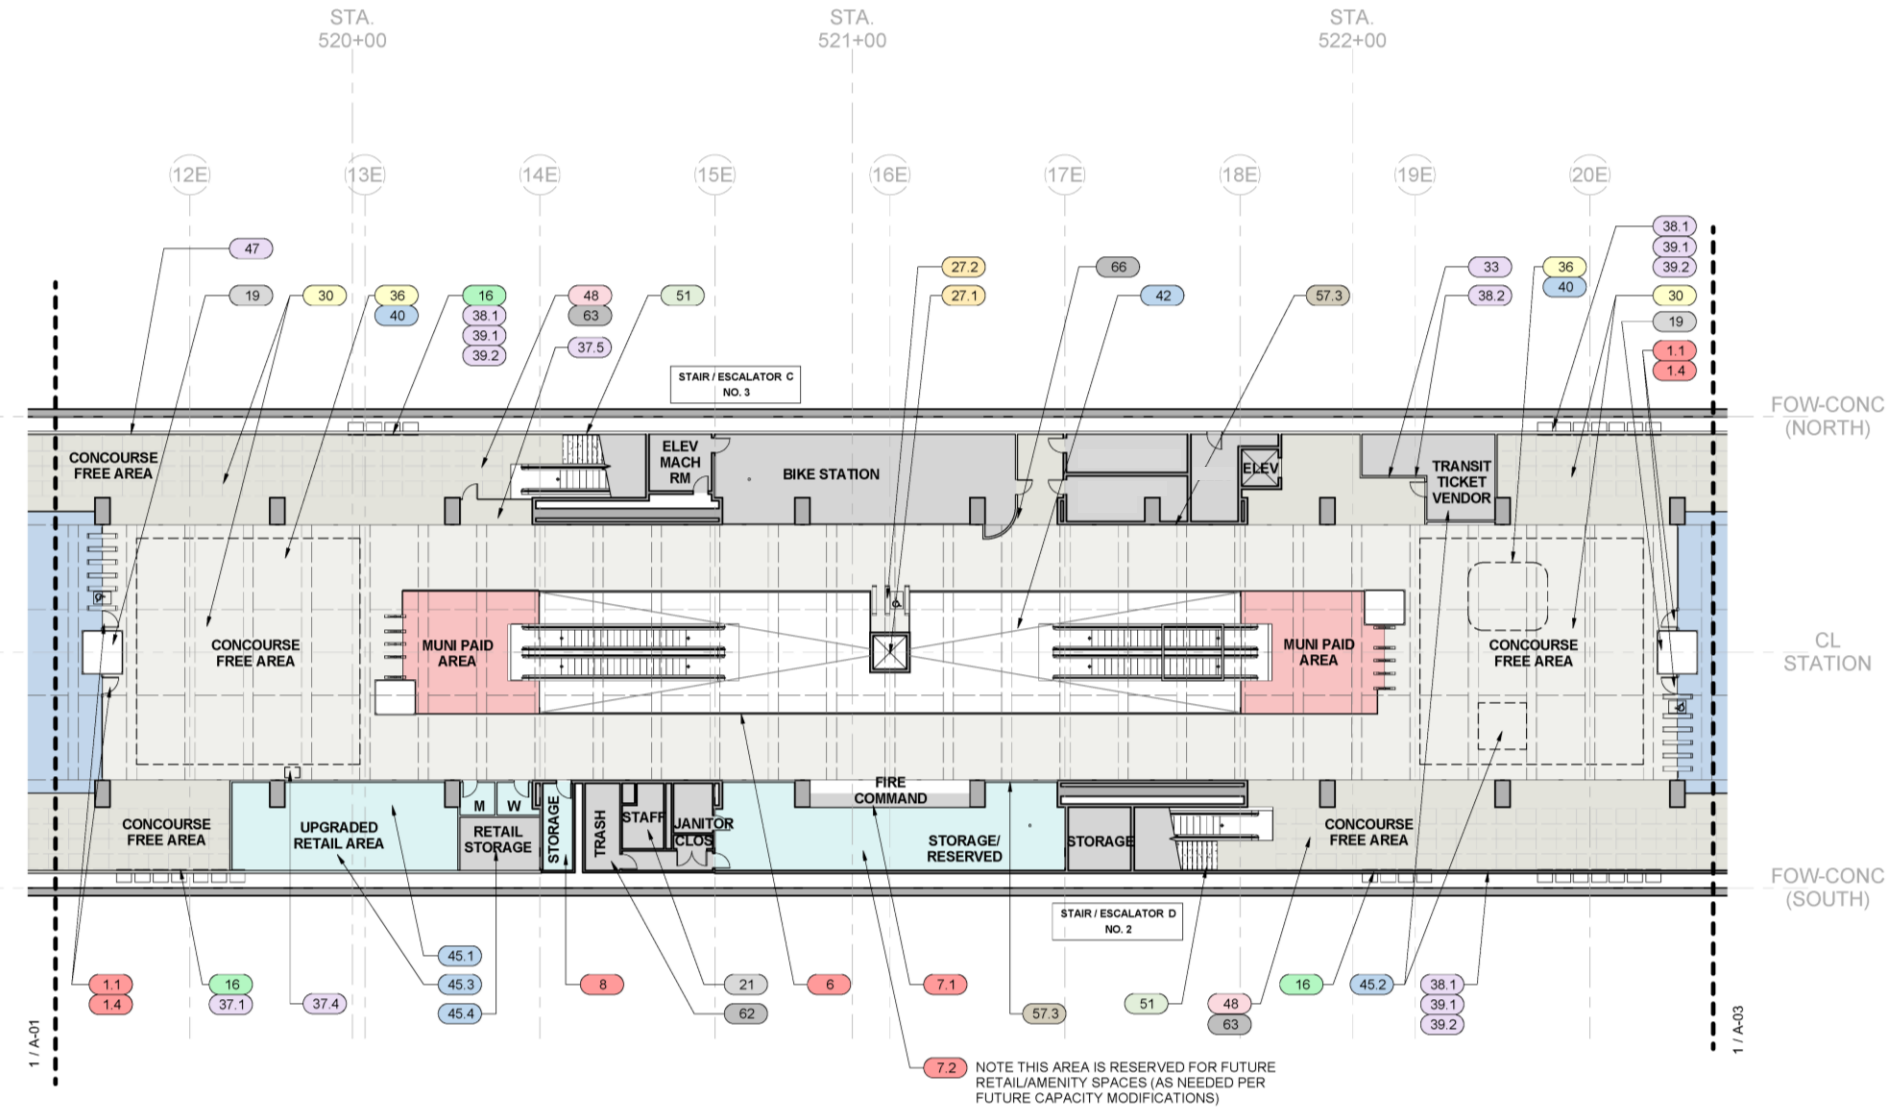 STA.
520+00
STA.
521+00
STA.
522+00
(12E)
(13E)
(14E)
(15E)
(16E)
(17E)
(18E)
(19E)
(20E)
47
19
30
36
40
16
38.1
39.1
39.2
48
63
37.5
51
27.2
27.1
66
42
57.3
33
38.2
36
40
38.1
39.1
39.2
30
19
1.1
1.4
STAIR / ESCALATOR C
NO. 3
FOW-CONC
(NORTH)
CONCOURSE
FREE AREA
ELEV
MACH
RM
BIKE STATION
ELEV
TRANSIT
TICKET
VENDOR
CONCOURSE
FREE AREA
MUNI PAID
AREA
MUNI PAID
AREA
CONCOURSE
FREE AREA
CL
STATION
CONCOURSE
FREE AREA
UPGRADED
RETAIL AREA
M
W
RETAIL
STORAGE
STORAGE
TRASH
STAFF
JANITOR
CLOS
FIRE
COMMAND
STORAGE/
RESERVED
STORAGE
CONCOURSE
FREE AREA
FOW-CONC
(SOUTH)
STAIR / ESCALATOR D
NO. 2
1.1
1.4
16
37.1
37.4
45.1
45.3
45.4
8
21
62
6
7.1
57.3
51
48
63
16
45.2
38.1
39.1
39.2
1 / A-01
1 / A-03
7.2 NOTE THIS AREA IS RESERVED FOR FUTURE
RETAIL/AMENITY SPACES (AS NEEDED PER
FUTURE CAPACITY MODIFICATIONS)